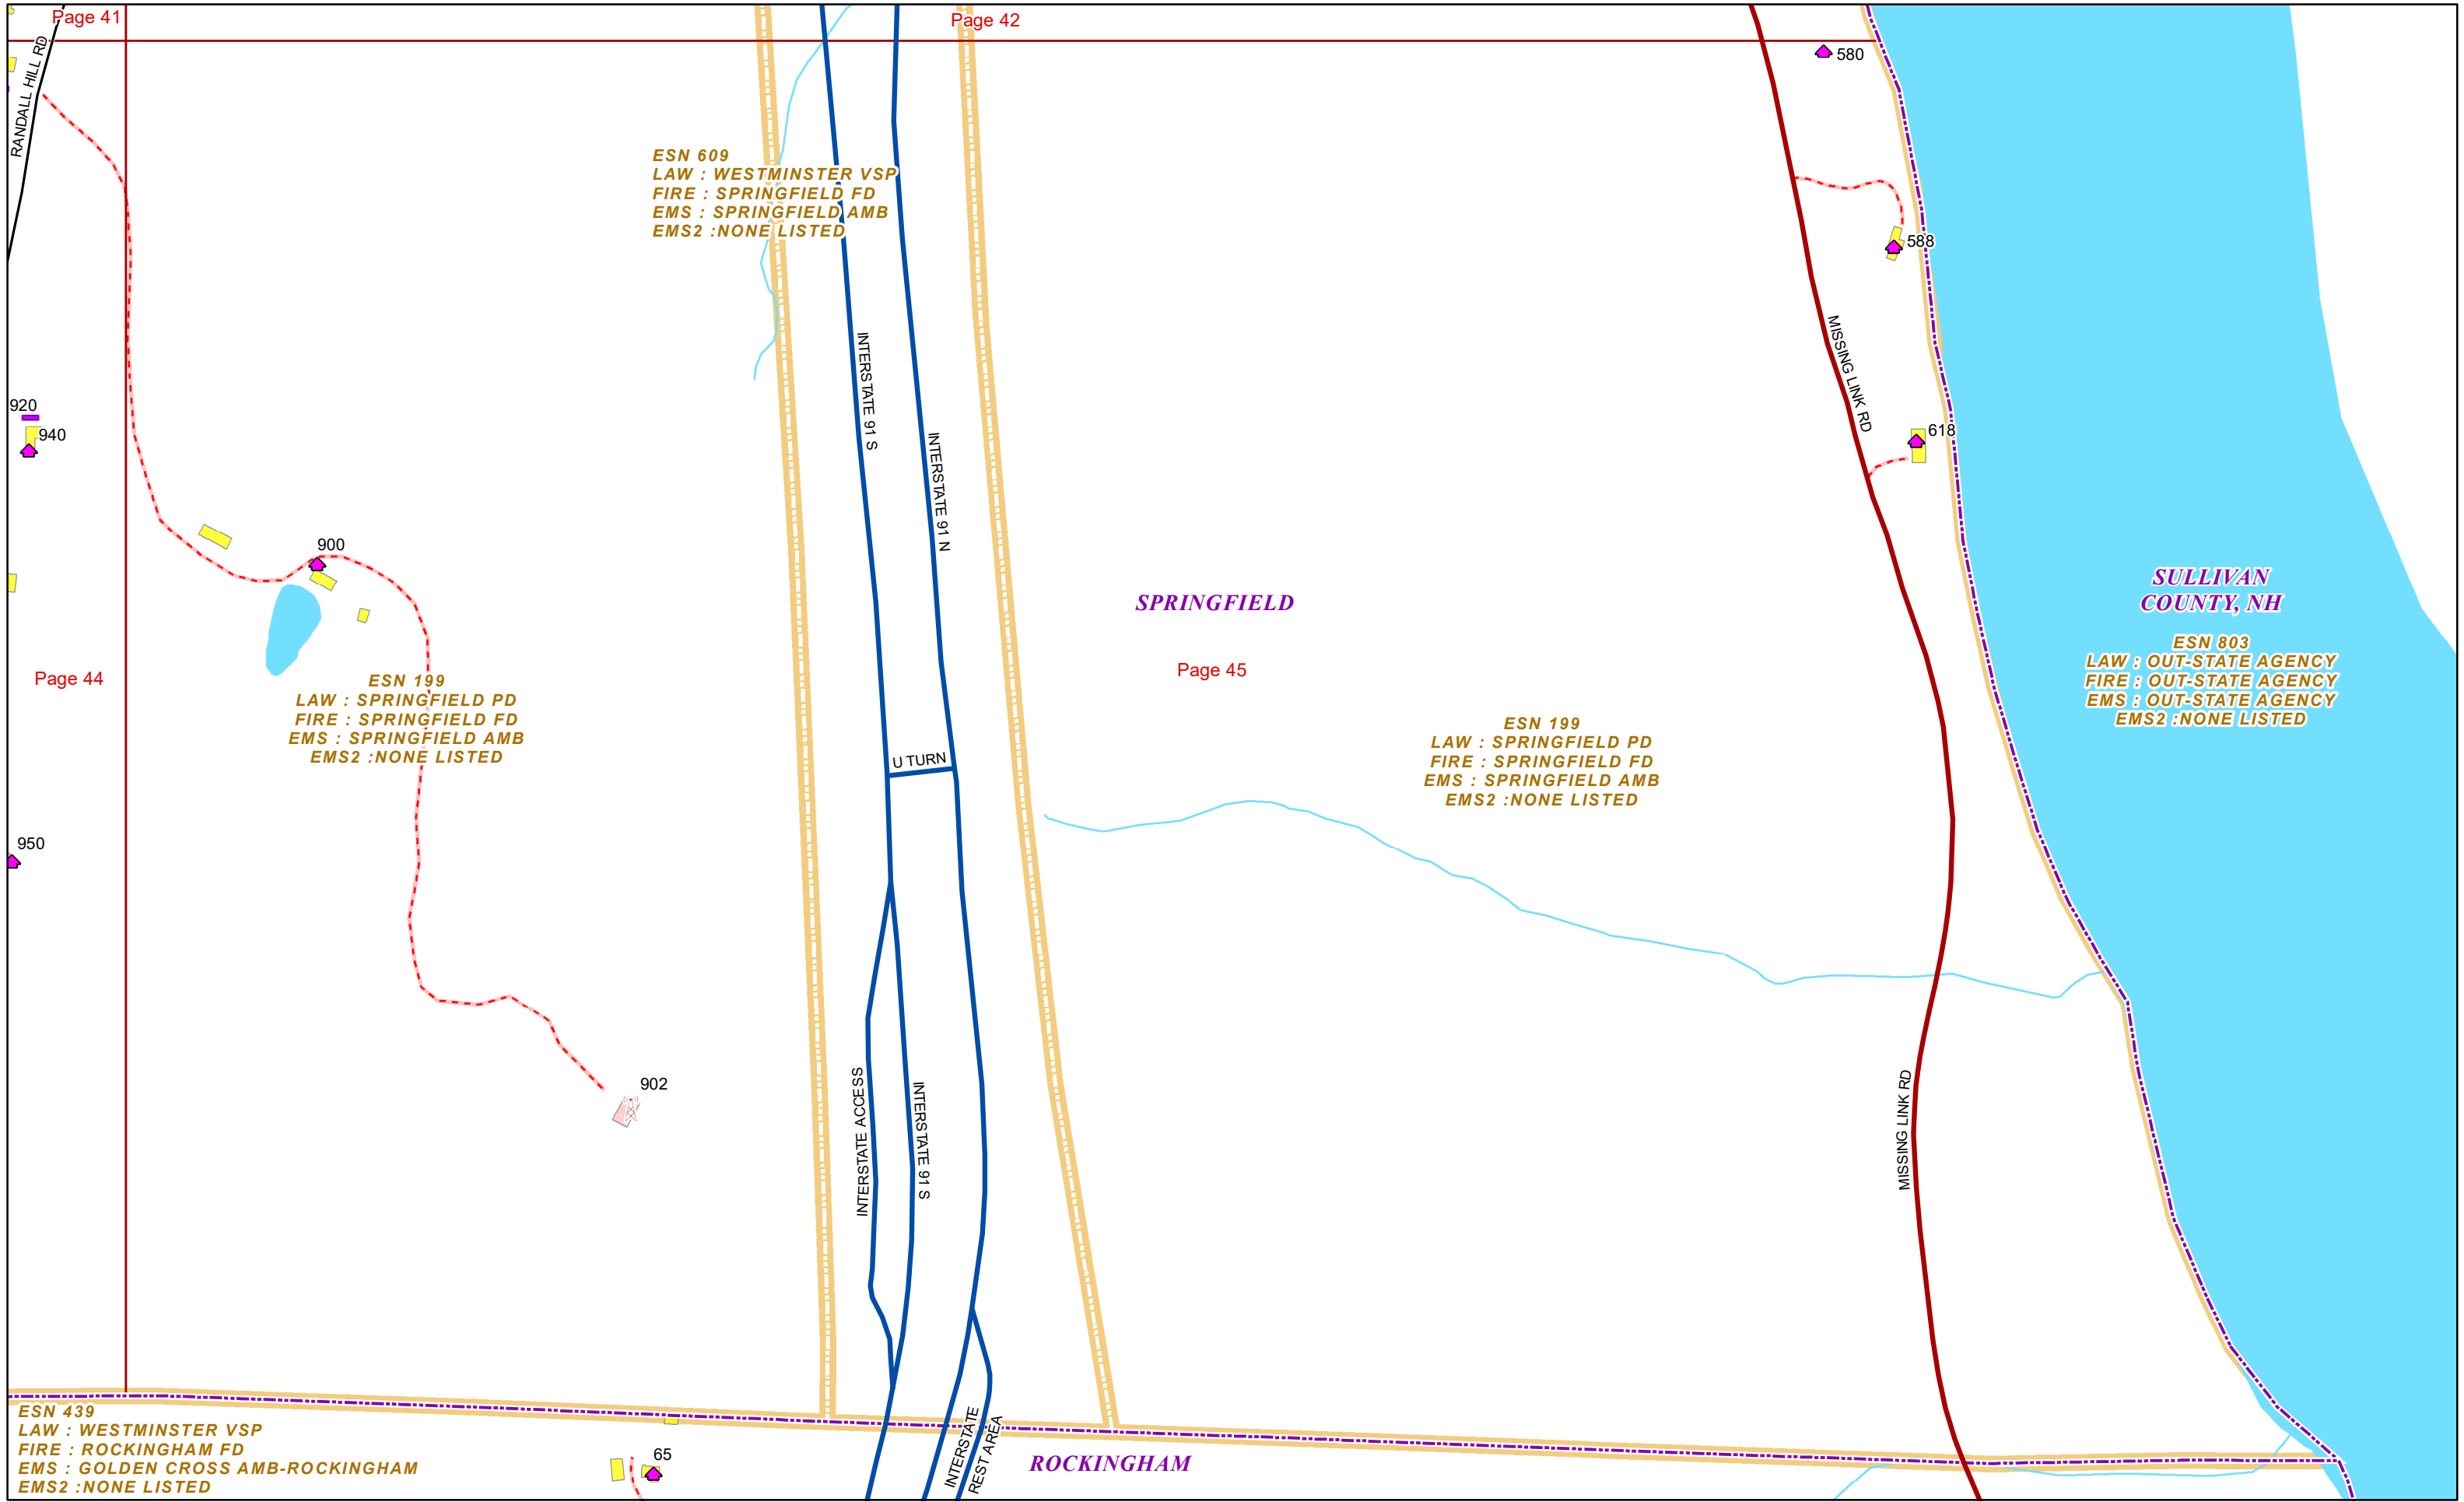 Page 41
Page 42
RANDALL HILL RD
580
ESN 609
LAW : WESTMINSTER VSP
FIRE : SPRINGFIELD FD
EMS : SPRINGFIELD AMB
EMS2 :NONE LISTED
588
INTERSTATE 91 S
INTERSTATE 91 N
MISSING LINK RD
920
940
618
900
SPRINGFIELD
SULLIVAN
COUNTY, NH
ESN 803
LAW : OUT-STATE AGENCY
FIRE : OUT-STATE AGENCY
EMS : OUT-STATE AGENCY
EMS2 :NONE LISTED
Page 44
Page 45
ESN 199
LAW : SPRINGFIELD PD
FIRE : SPRINGFIELD FD
EMS : SPRINGFIELD AMB
EMS2 :NONE LISTED
ESN 199
LAW : SPRINGFIELD PD
FIRE : SPRINGFIELD FD
EMS : SPRINGFIELD AMB
EMS2 :NONE LISTED
U TURN
950
902
INTERSTATE ACCESS
INTERSTATE 91 S
MISSING LINK RD
ESN 439
LAW : WESTMINSTER VSP
FIRE : ROCKINGHAM FD
EMS : GOLDEN CROSS AMB-ROCKINGHAM
EMS2 :NONE LISTED
65
INTERSTATE
REST AREA
ROCKINGHAM